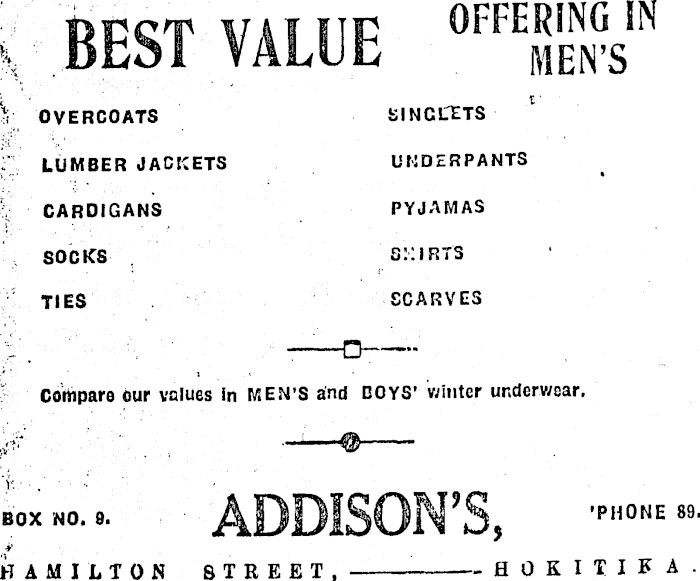 BEST VALUE OFFERING IN
MEN'S
OVERCOATS SINGLETS
LUMBER JACKETS UNDERPANTS
CARDIGANS PYJAMAS
SOCKS SHIRTS
TIES SCARVES
Compare our values in MEN'S and BOYS' winter underwear.
BOX NO. 9. ADDISON'S, 'PHONE 89.
HAMILTON STREET, HOKITIKA